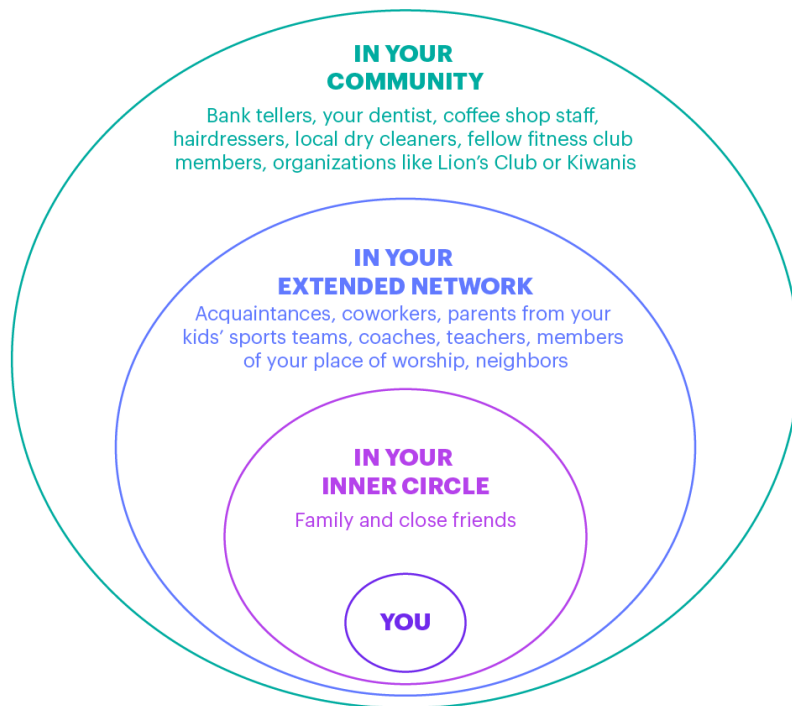 IN YOUR
COMMUNITY
Bank tellers, your dentist, coffee shop staff,
hairdressers, local dry cleaners, fellow fitness club
members, organizations like Lion’s Club or Kiwanis
IN YOUR
EXTENDED NETWORK
Acquaintances, coworkers, parents from your
kids’ sports teams, coaches, teachers, members
of your place of worship, neighbors
IN YOUR
INNER CIRCLE
Family and close friends
YOU